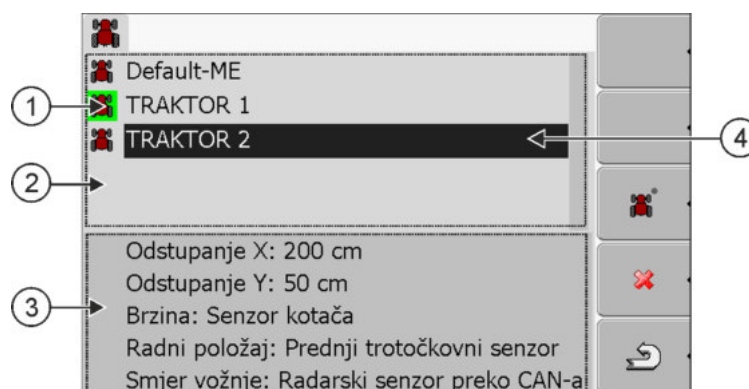 Default-ME
1 TRAKTOR 1
TRAKTOR 2 4
2
Odstupanje X: 200 cm
Odstupanje Y: 50 cm
3 Brzina: Senzor kotača
Radni položaj: Prednji trotočkovni senzor
Smjer vožnje: Radarski senzor preko CAN-a